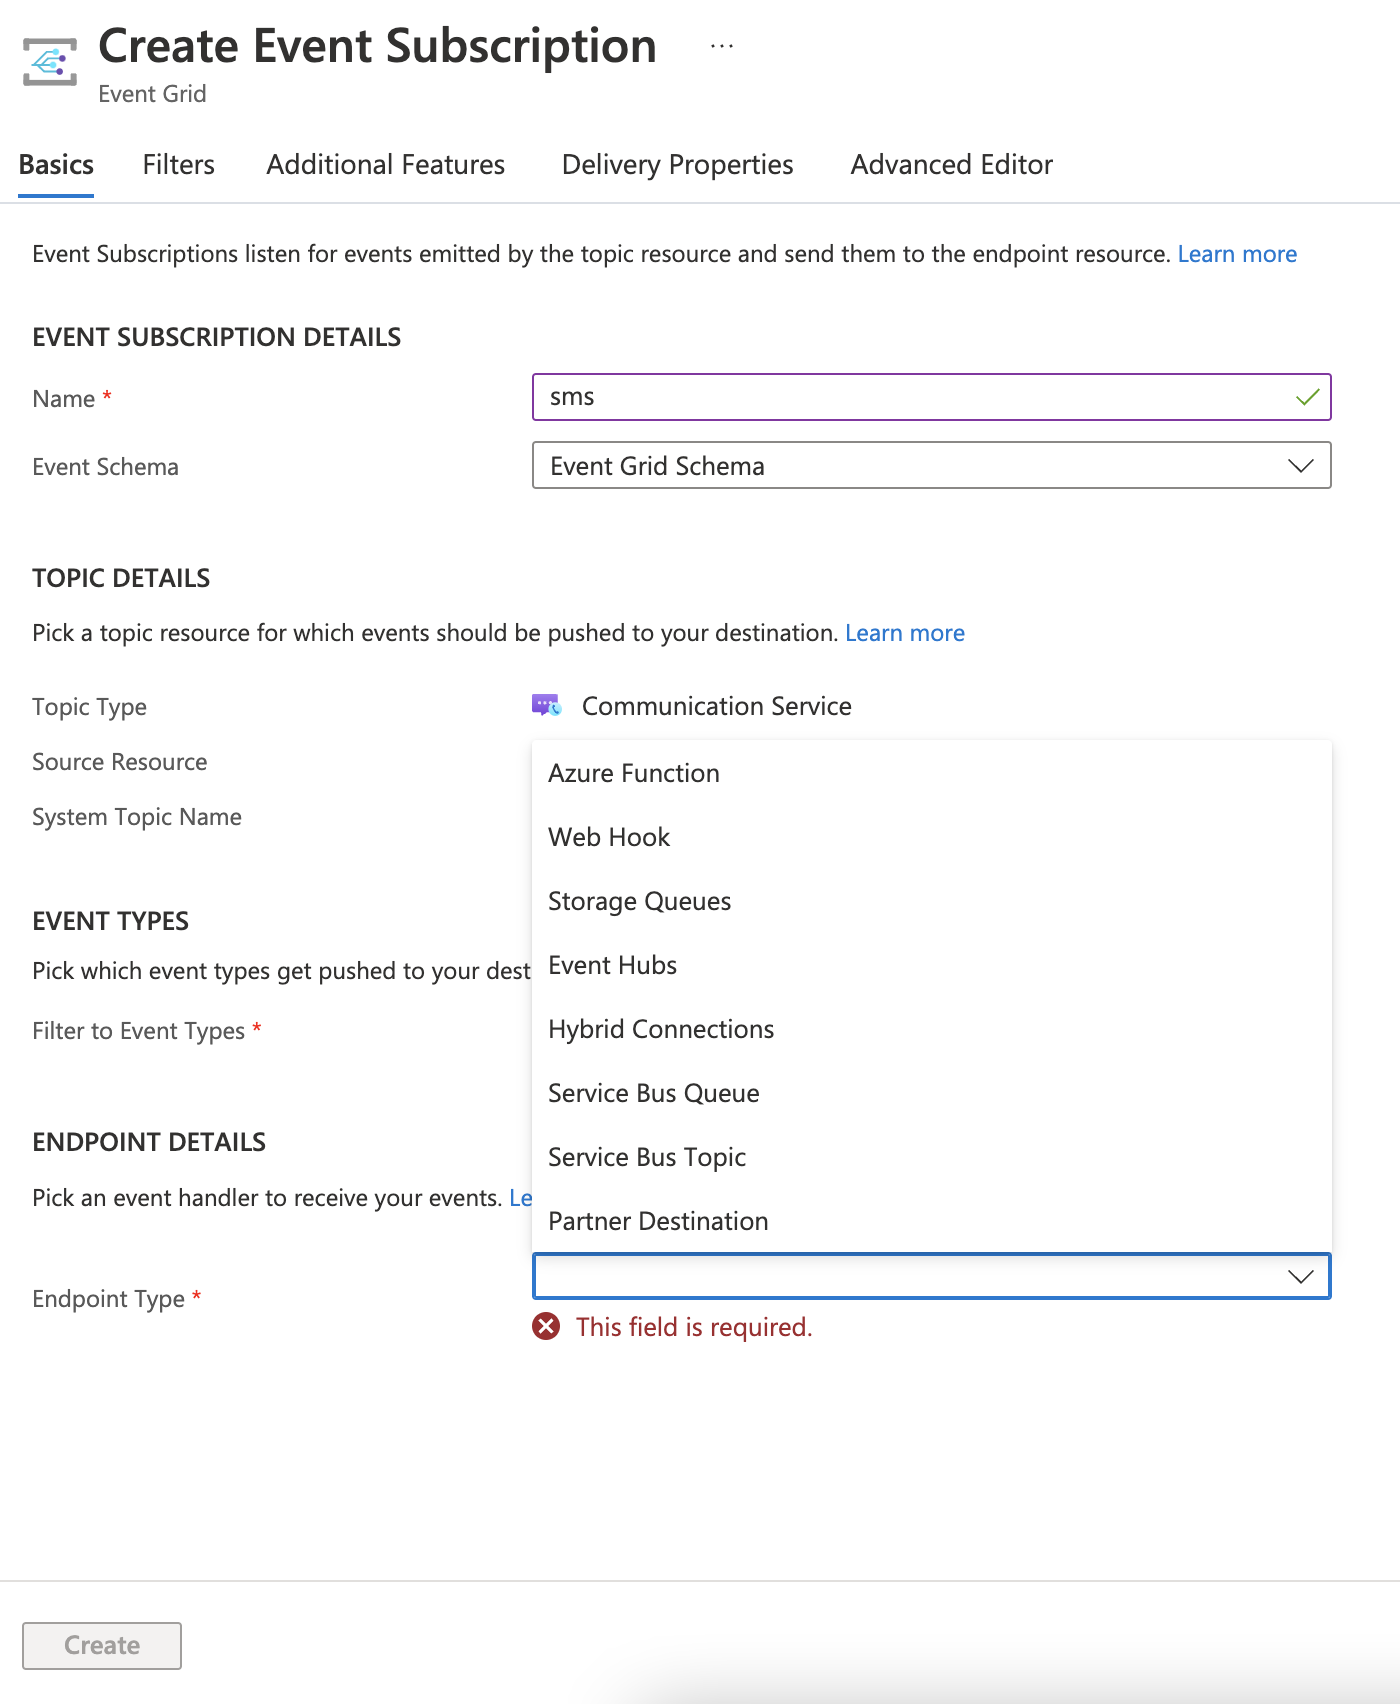 Create Event Subscription ...
Event Grid
Basics Filters Additional Features Delivery Properties Advanced Editor
Event Subscriptions listen for events emitted by the topic resource and send them to the endpoint resource. Learn more
EVENT SUBSCRIPTION DETAILS
Name * sms
Event Schema Event Grid Schema
TOPIC DETAILS
Pick a topic resource for which events should be pushed to your destination. Learn more
Topic Type Communication Service
Source Resource
System Topic Name
Azure Function
Web Hook
Storage Queues
Event Hubs
Hybrid Connections
Service Bus Queue
Service Bus Topic
Partner Destination
EVENT TYPES
Pick which event types get pushed to your dest
Filter to Event Types *
ENDPOINT DETAILS
Pick an event handler to receive your events. Le
Endpoint Type *
This field is required.
Create